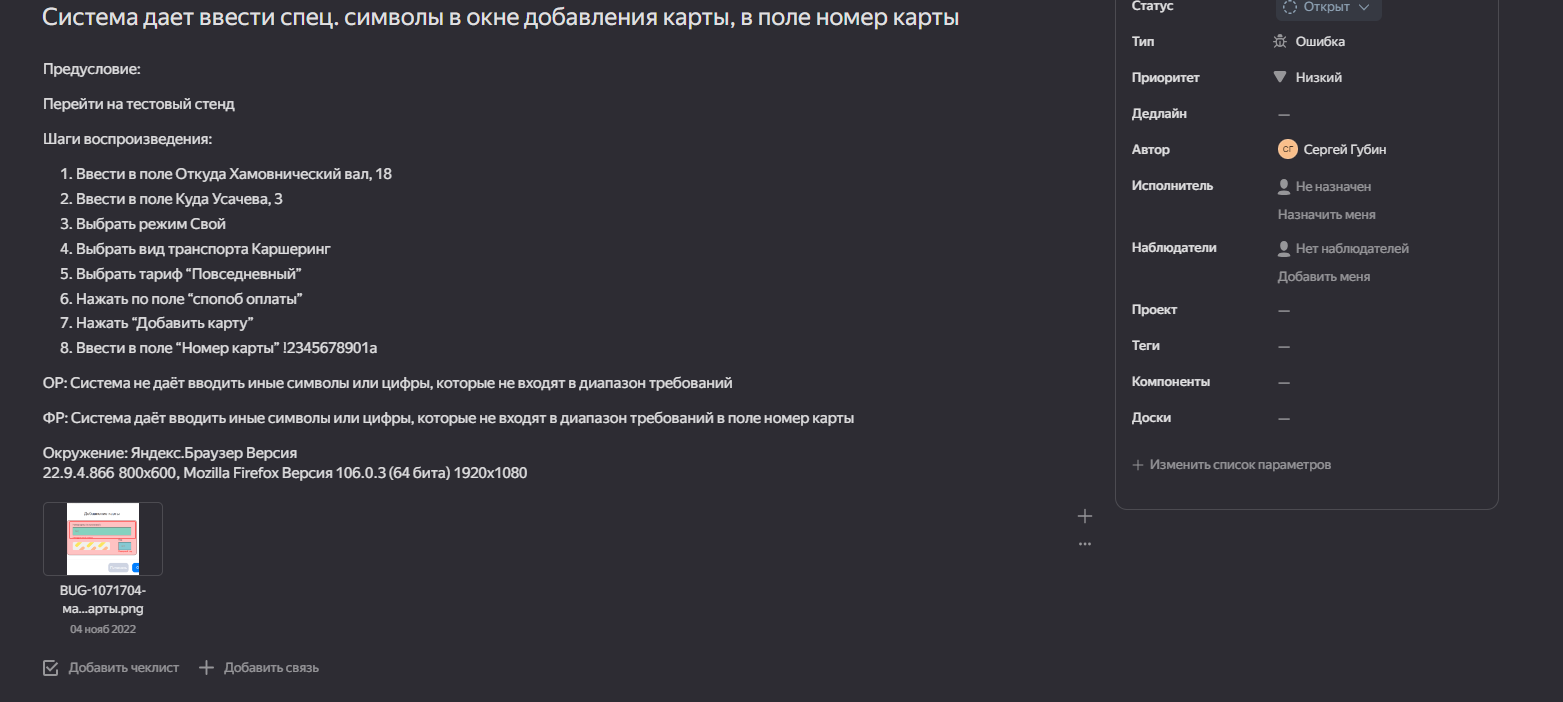 Система дает ввести спец. символы в окне добавления карты, в поле номер карты
Предусловие:
Перейти на тестовый стенд
Шаги воспроизведения:
1. Ввести в поле Откуда Хамовнический вал, 18
2. Ввести в поле Куда Усачева, 3
3. Выбрать режим Свой
4. Выбрать вид транспорта Каршеринг
5. Выбрать тариф “Повседневный”
6. Нажать по поле “спопоб оплаты”
7. Нажать “Добавить карту”
8. Ввести в поле “Номер карты” !2345678901a
ОР: Система не даёт вводить иные символы или цифры, которые не входят в диапазон требований
ФР: Система даёт вводить иные символы или цифры, которые не входят в диапазон требований в поле номер карты
Окружение: Яндекс.Браузер Версия
22.9.4.866 800x600, Mozilla Firefox Версия 106.0.3 (64 бита) 1920x1080
BUG-1071704-
ма...арты.png
04 нояб 2022
Добавить чеклист
Добавить связь
Статус
Открыт
Тип
Ошибка
Приоритет
Низкий
Дедлайн
—
Автор
СГ Сергей Губин
Исполнитель
Не назначен
Назначить меня
Наблюдатели
Нет наблюдателей
Добавить меня
Проект
—
Теги
—
Компоненты
—
Доски
—
Изменить список параметров